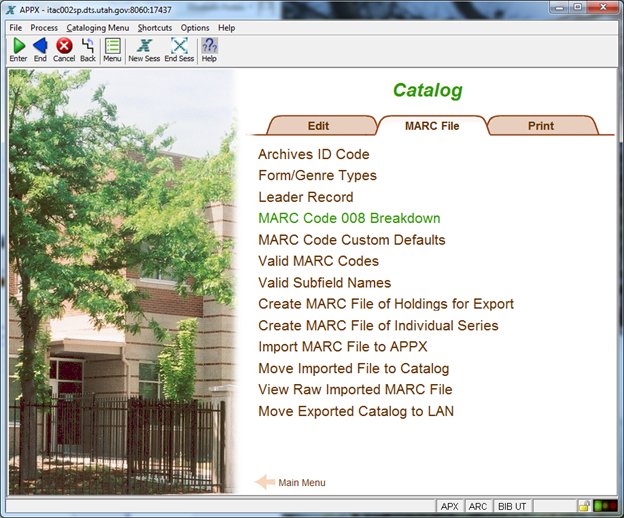 APPX - itac002sp.dts.utah.gov:8060:17437
File Process Cataloging Menu Shortcuts Options Help
Enter End Cancel Back Menu New Sess End Sess Help
???
Catalog
Edit MARC File Print
Archives ID Code
Form/Genre Types
Leader Record
MARC Code 008 Breakdown
MARC Code Custom Defaults
Valid MARC Codes
Valid Subfield Names
Create MARC File of Holdings for Export
Create MARC File of Individual Series
Import MARC File to APPX
Move Imported File to Catalog
View Raw Imported MARC File
Move Exported Catalog to LAN
Main Menu
APX ARC BIB UT